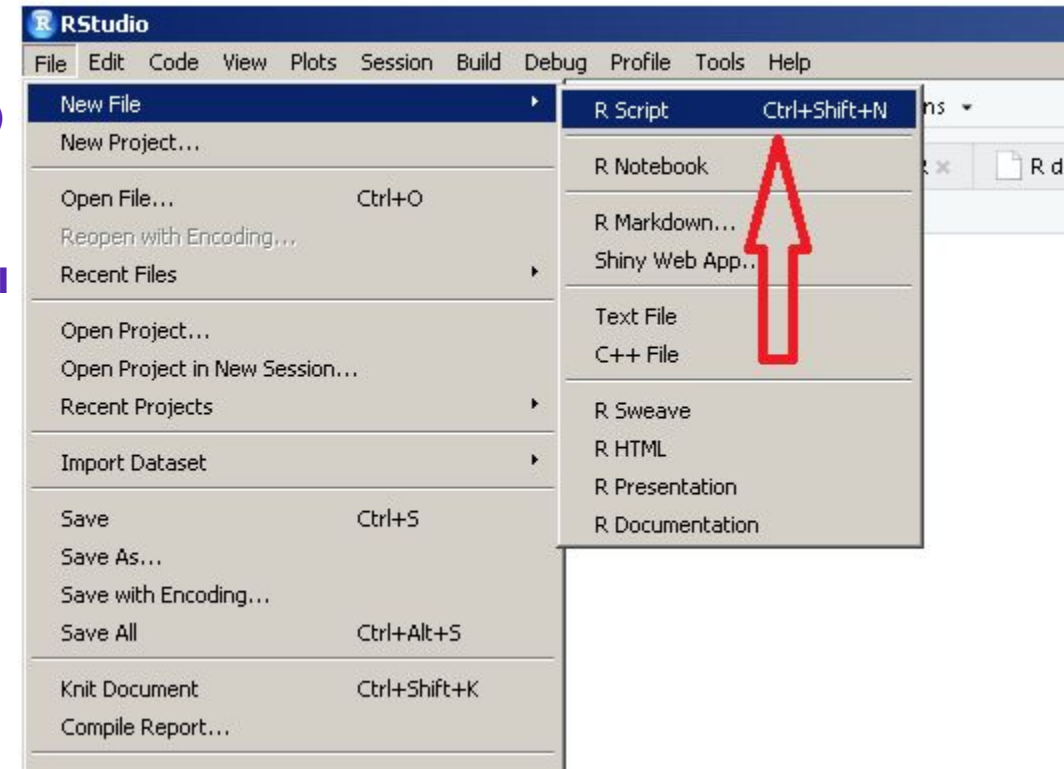 RStudio
File Edit Code View Plots Session Build Debug Profile Tools Help
New File
New Project...
Open File... Ctrl+O
Reopen with Encoding...
Recent Files
Open Project...
Open Project in New Session...
Recent Projects
Import Dataset
Save Ctrl+S
Save As...
Save with Encoding...
Save All Ctrl+Alt+S
Knit Document Ctrl+Shift+K
Compile Report...
R Script Ctrl+Shift+N
R Notebook
R Markdown...
Shiny Web App..
Text File
C++ File
R Sweave
R HTML
R Presentation
R Documentation
ns
R d